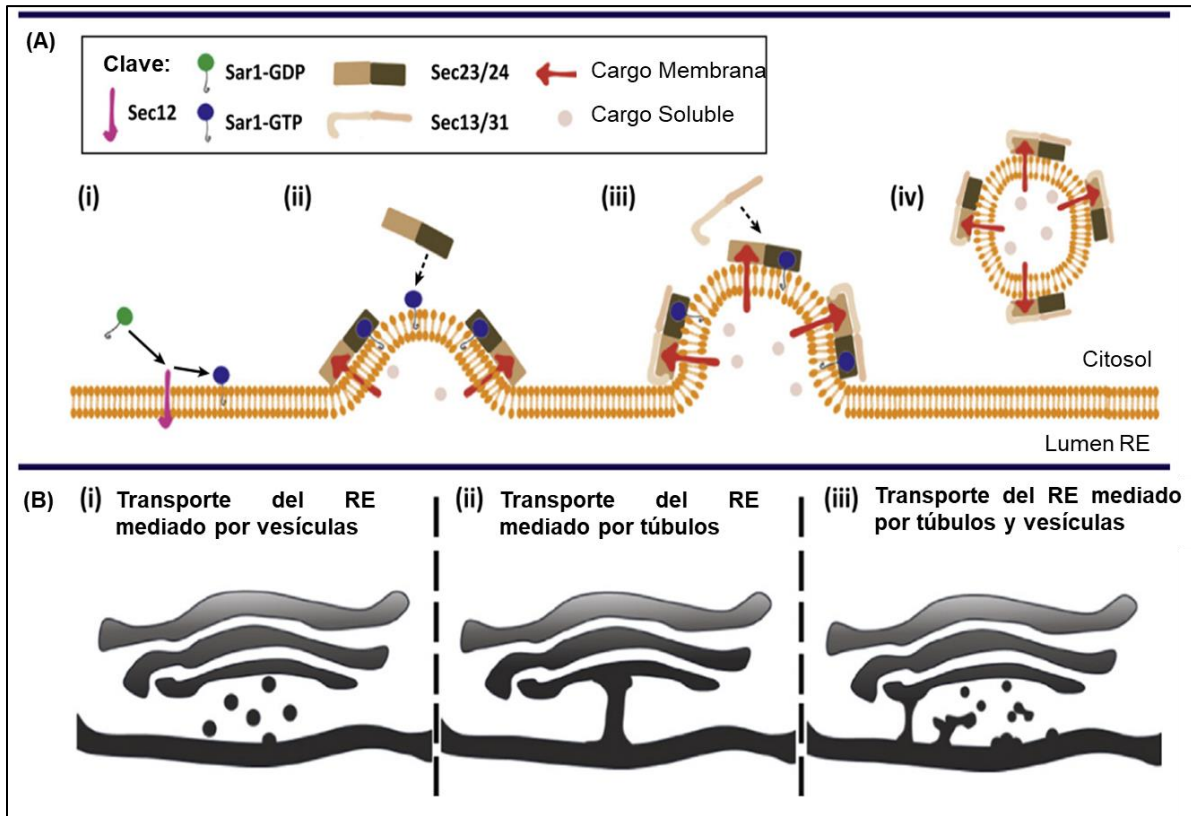 (A)
Clave:
Sec12
Sar1-GDP
Sar1-GTP
Sec23/24
Sec13/31
Cargo Membrana
Cargo Soluble
(i)
(ii)
(iii)
(iv)
Citosol
Lumen RE
(B)
(i) Transporte del RE
mediado por vesículas
(ii) Transporte del RE
mediado por túbulos
(iii) Transporte del RE mediado
por túbulos y vesículas